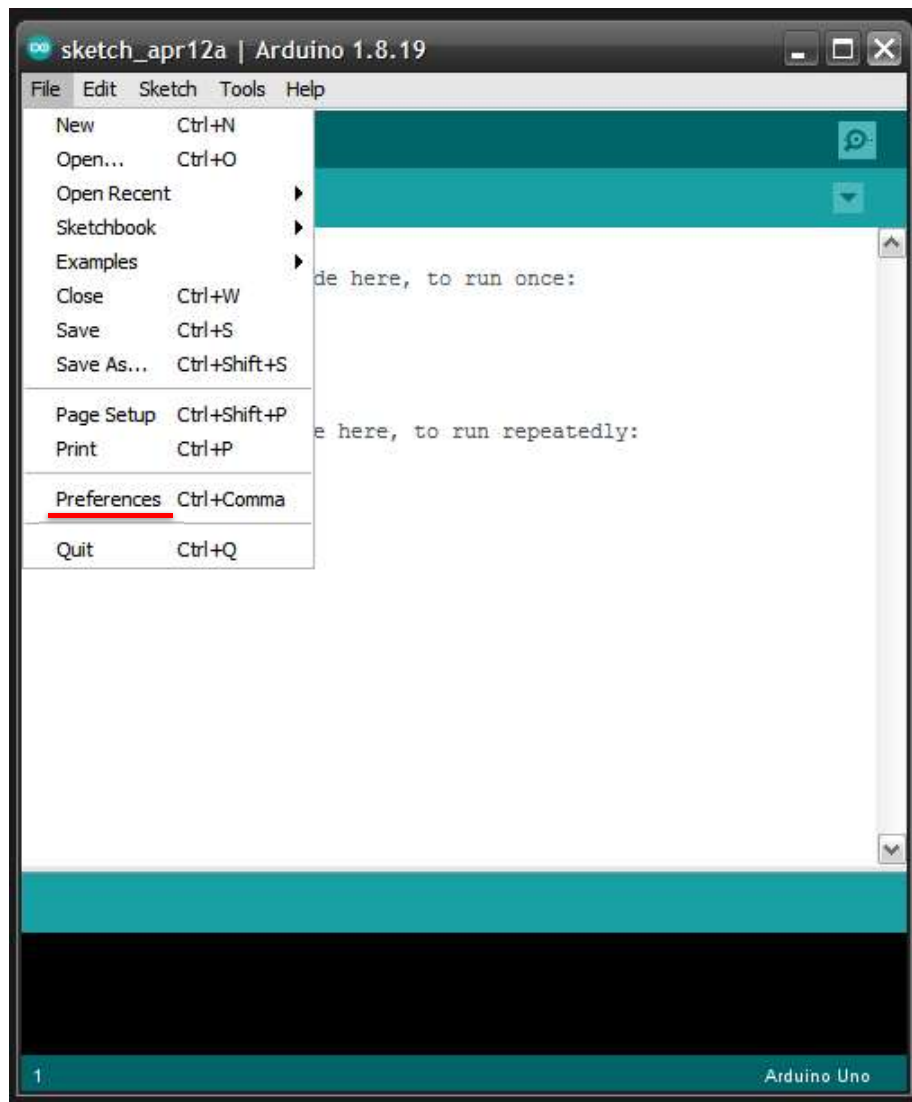 sketch_apr12a | Arduino 1.8.19
File Edit Sketch Tools Help
New Ctrl+N
Open... Ctrl+O
Open Recent
Sketchbook
Examples
de here, to run once:
Close Ctrl+W
Save Ctrl+S
Save As... Ctrl+Shift+S
Page Setup Ctrl+Shift+P
e here, to run repeatedly:
Print Ctrl+P
Preferences Ctrl+Comma
Quit Ctrl+Q
1 Arduino Uno